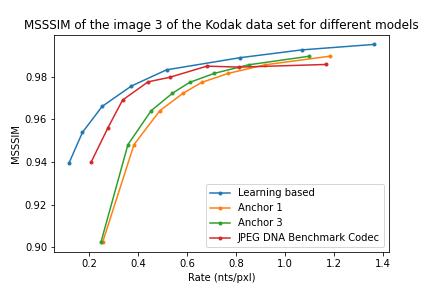 MSSSIM of the image 3 of the Kodak data set for different models
0.98
0.96
0.94
0.92
0.90
MSSSIM
0.2 0.4 0.6 0.8 1.0 1.2 1.4
Rate (nts/pxl)
Learning based
Anchor 1
Anchor 3
JPEG DNA Benchmark Codec